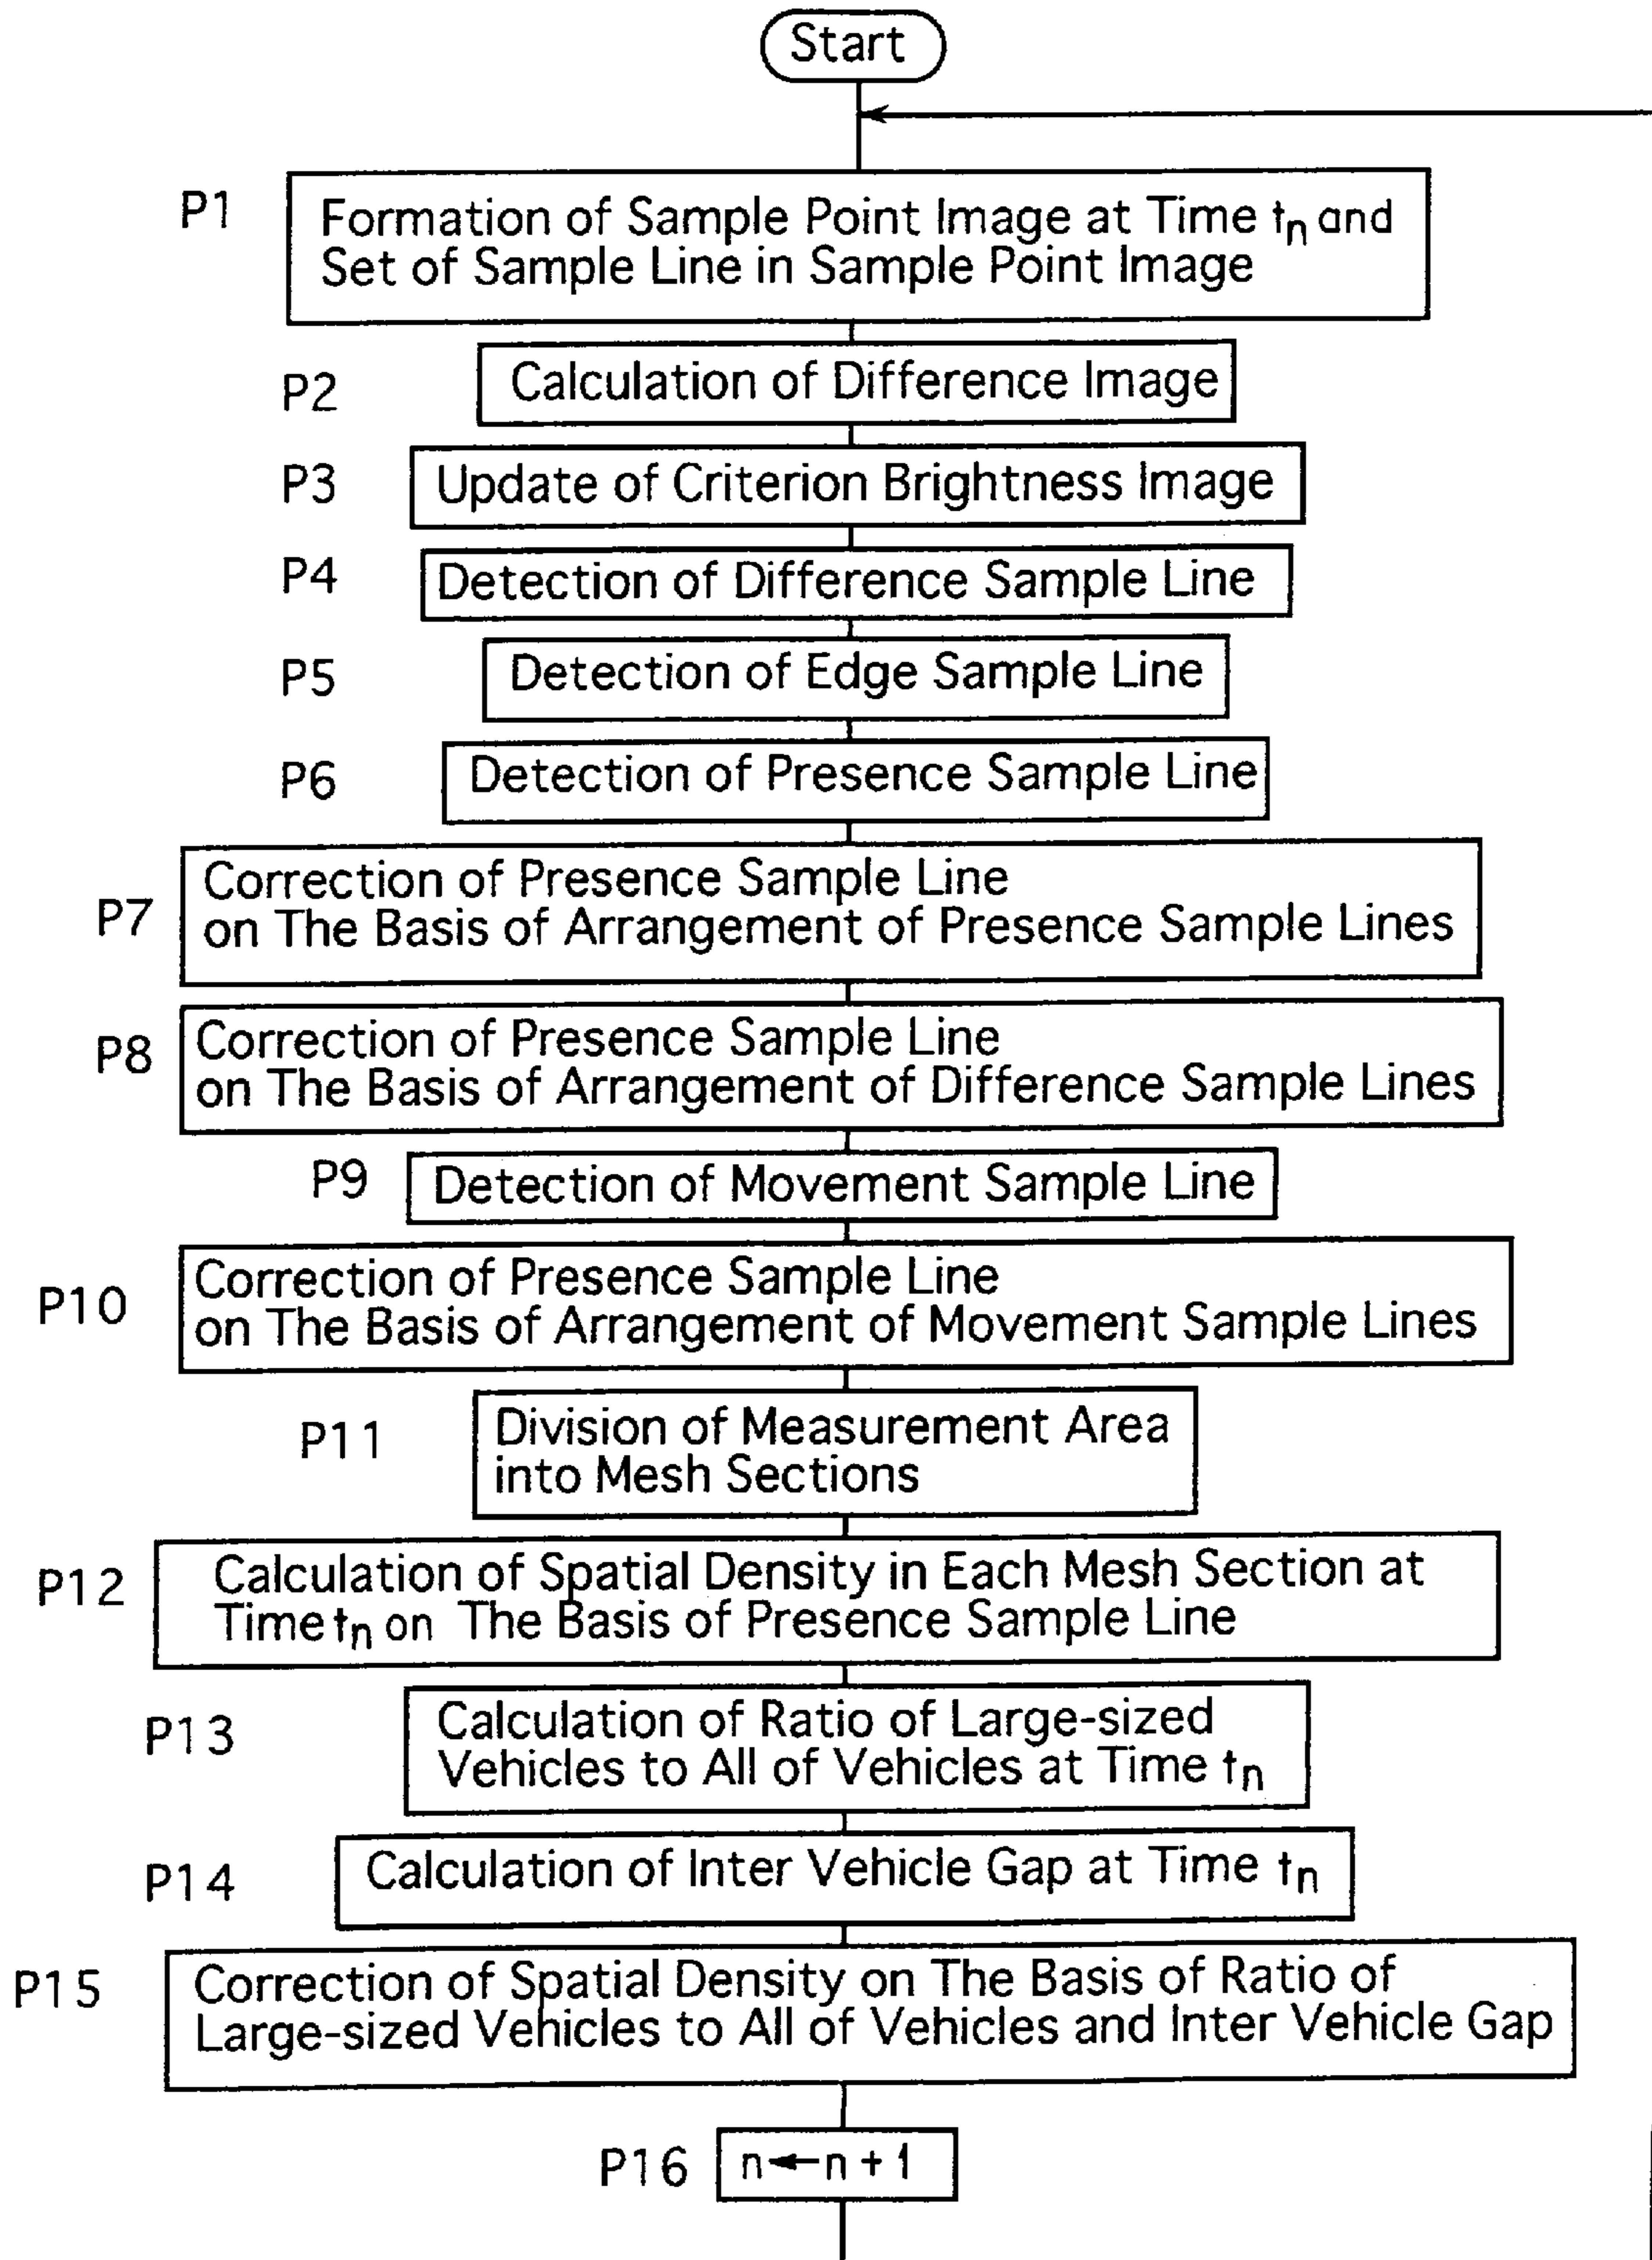 Start
P1
Formation of Sample Point Image at Time tn and
Set of Sample Line in Sample Point Image
P2
Calculation of Difference Image
P3
Update of Criterion Brightness Image
P4
Detection of Difference Sample Line
P5
Detection of Edge Sample Line
P6
Detection of Presence Sample Line
P7
Correction of Presence Sample Line
on The Basis of Arrangement of Presence Sample Lines
P8
Correction of Presence Sample Line
on The Basis of Arrangement of Difference Sample Lines
P9
Detection of Movement Sample Line
P10
Correction of Presence Sample Line
on The Basis of Arrangement of Movement Sample Lines
P11
Division of Measurement Area
into Mesh Sections
P12
Calculation of Spatial Density in Each Mesh Section at
Time tn on The Basis of Presence Sample Line
P13
Calculation of Ratio of Large-sized
Vehicles to All of Vehicles at Time tn
P14
Calculation of Inter Vehicle Gap at Time tn
P15
Correction of Spatial Density on The Basis of Ratio of
Large-sized Vehicles to All of Vehicles and Inter Vehicle Gap
P16
n←n + 1